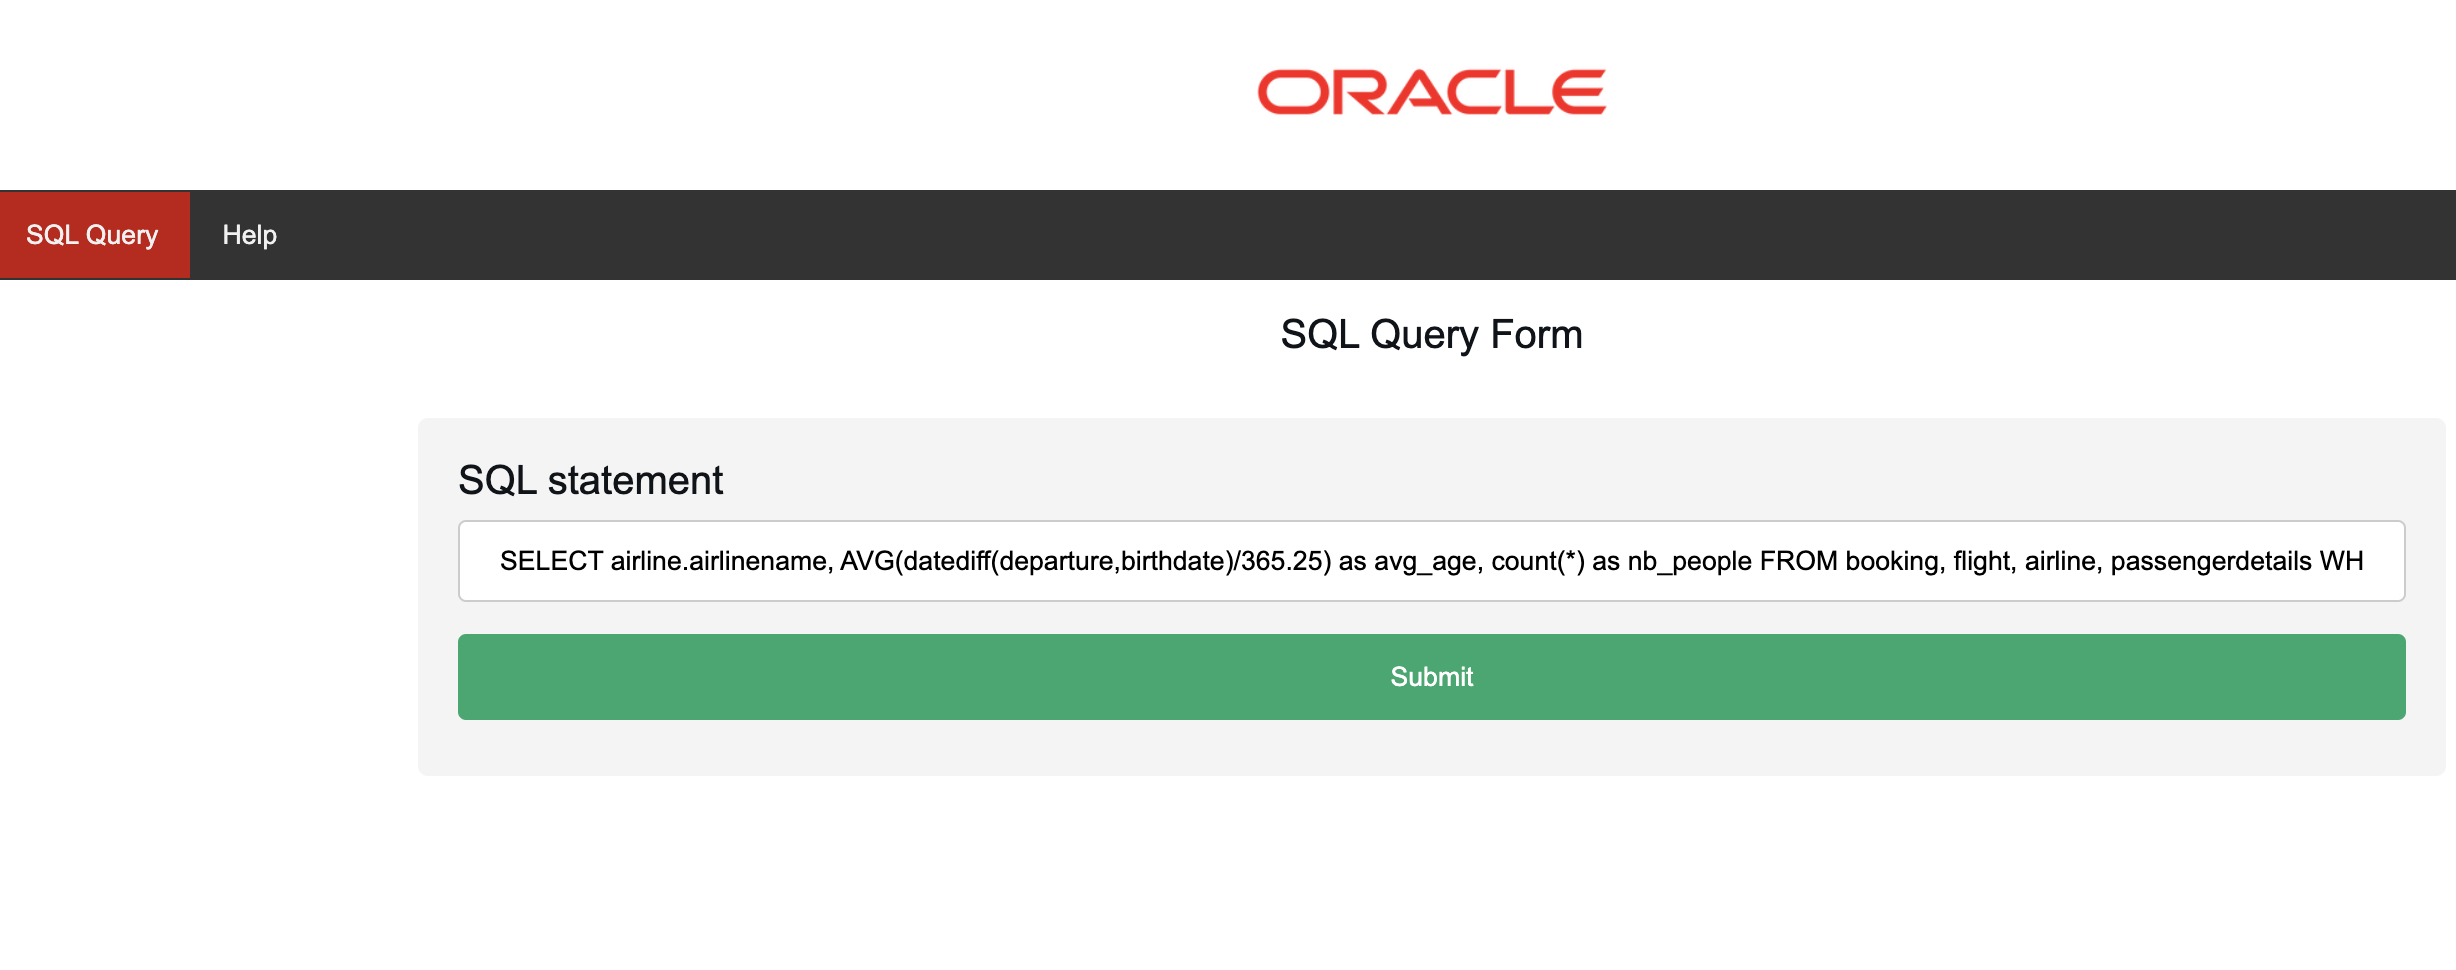 ORACLE
SQL Query Help
SQL Query Form
SQL statement
SELECT airline.airlinename, AVG(datediff(departure,birthdate)/365.25) as avg_age, count(*) as nb_people FROM booking, flight, airline, passengerdetails WH
Submit